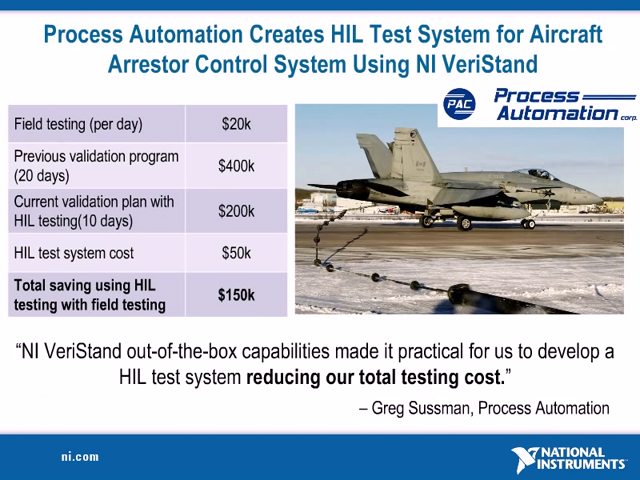 Process Automation Creates HIL Test System for Aircraft
Arrestor Control System Using NI VeriStand
PAC Process
Automation corp.
Field testing (per day) $20k
Previous validation program
(20 days) $400k
Current validation plan with
HIL testing(10 days) $200k
HIL test system cost $50k
Total saving using HIL
testing with field testing $150k
“NI VeriStand out-of-the-box capabilities made it practical for us to develop a
HIL test system reducing our total testing cost.”
– Greg Sussman, Process Automation
ni.com
NATIONAL
INSTRUMENTS